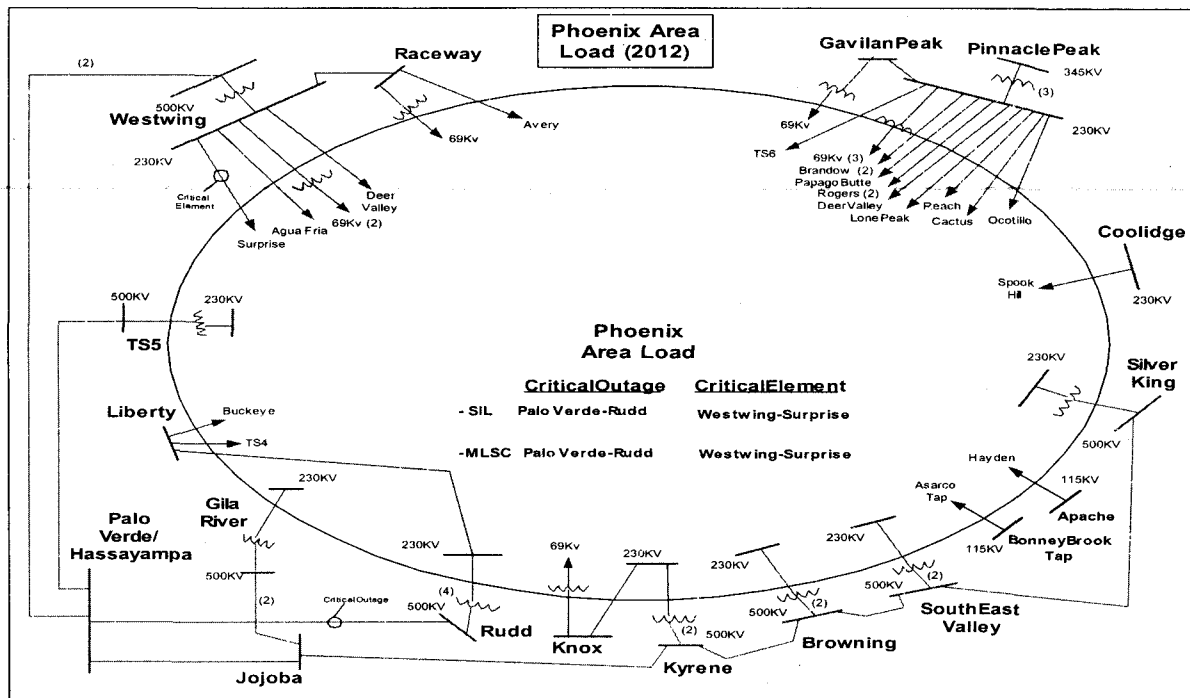 Phoenix Area
Load (2012)
(2)
Raceway
500KV
Westwing
230KV
Critical
Element
Surprise
Agua Fria
69Kv (2)
Deer
Valley
69Kv
Avery
GavilanPeak
PinnaclePeak
345KV
(3)
230KV
69Kv
TS6
69Kv (3)
Brandow (2)
Papago Butte
Rogers (2)
DeerValley
LonePeak
Reach
Cactus
Ocotillo
Coolidge
Spook
Hil
230KV
500KV
230KV
TS5
Phoenix
Area Load
CriticalOutage CriticalElement
- SIL Palo Verde-Rudd Westwing-Surprise
-MLSC Palo Verde-Rudd Westwing-Surprise
230KV
Silver
King
500KV
Liberty
Buckeye
TS4
Hayden
115KV
Apache
Asarco
Tap
115KV
BonneyBrook
Tap
Gila
River
230KV
500KV
(2)
Palo
Verde/
Hassayampa
CriticalOutage
230KV
(4)
500KV
Rudd
69Kv
Knox
230KV
(2)
500KV
Kyrene
230KV
500KV
(2)
Browning
230KV
500KV
(2)
SouthEast
Valley
Jojoba